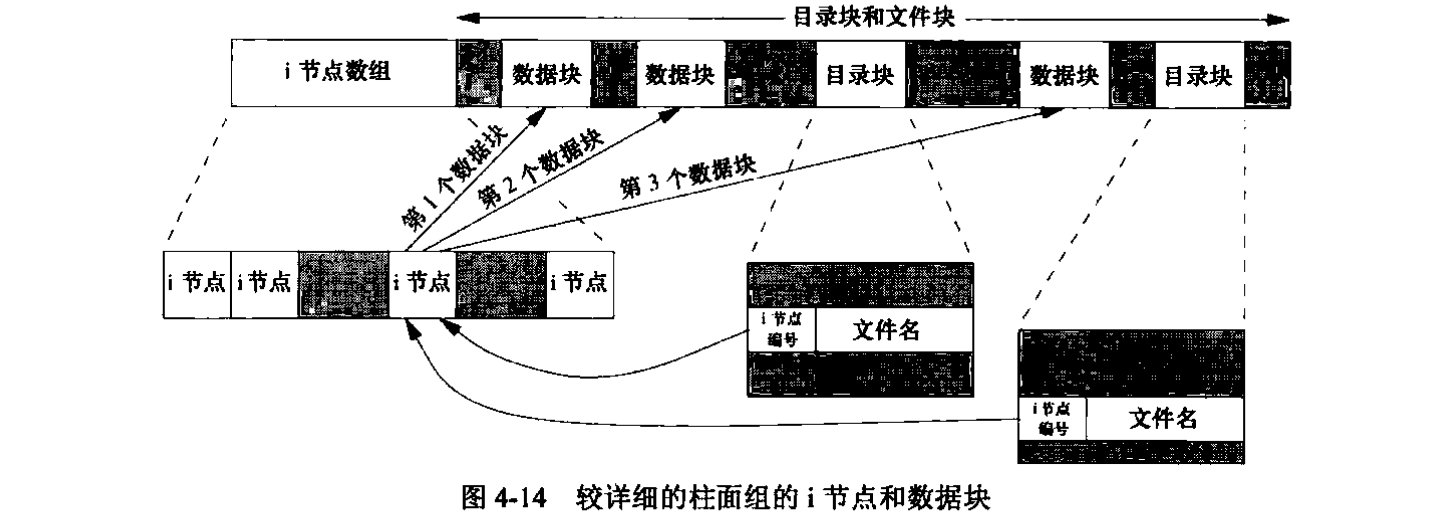 目录块和文件块
i 节点数组
数据块
数据块
目录块
数据块
目录块
第 1 个数据块
第 2 个数据块
第 3 个数据块
i 节点
i 节点
i 节点
i 节点
i 节点
编号
文件名
i 节点
编号
文件名
图 4-14 较详细的柱面组的 i 节点和数据块